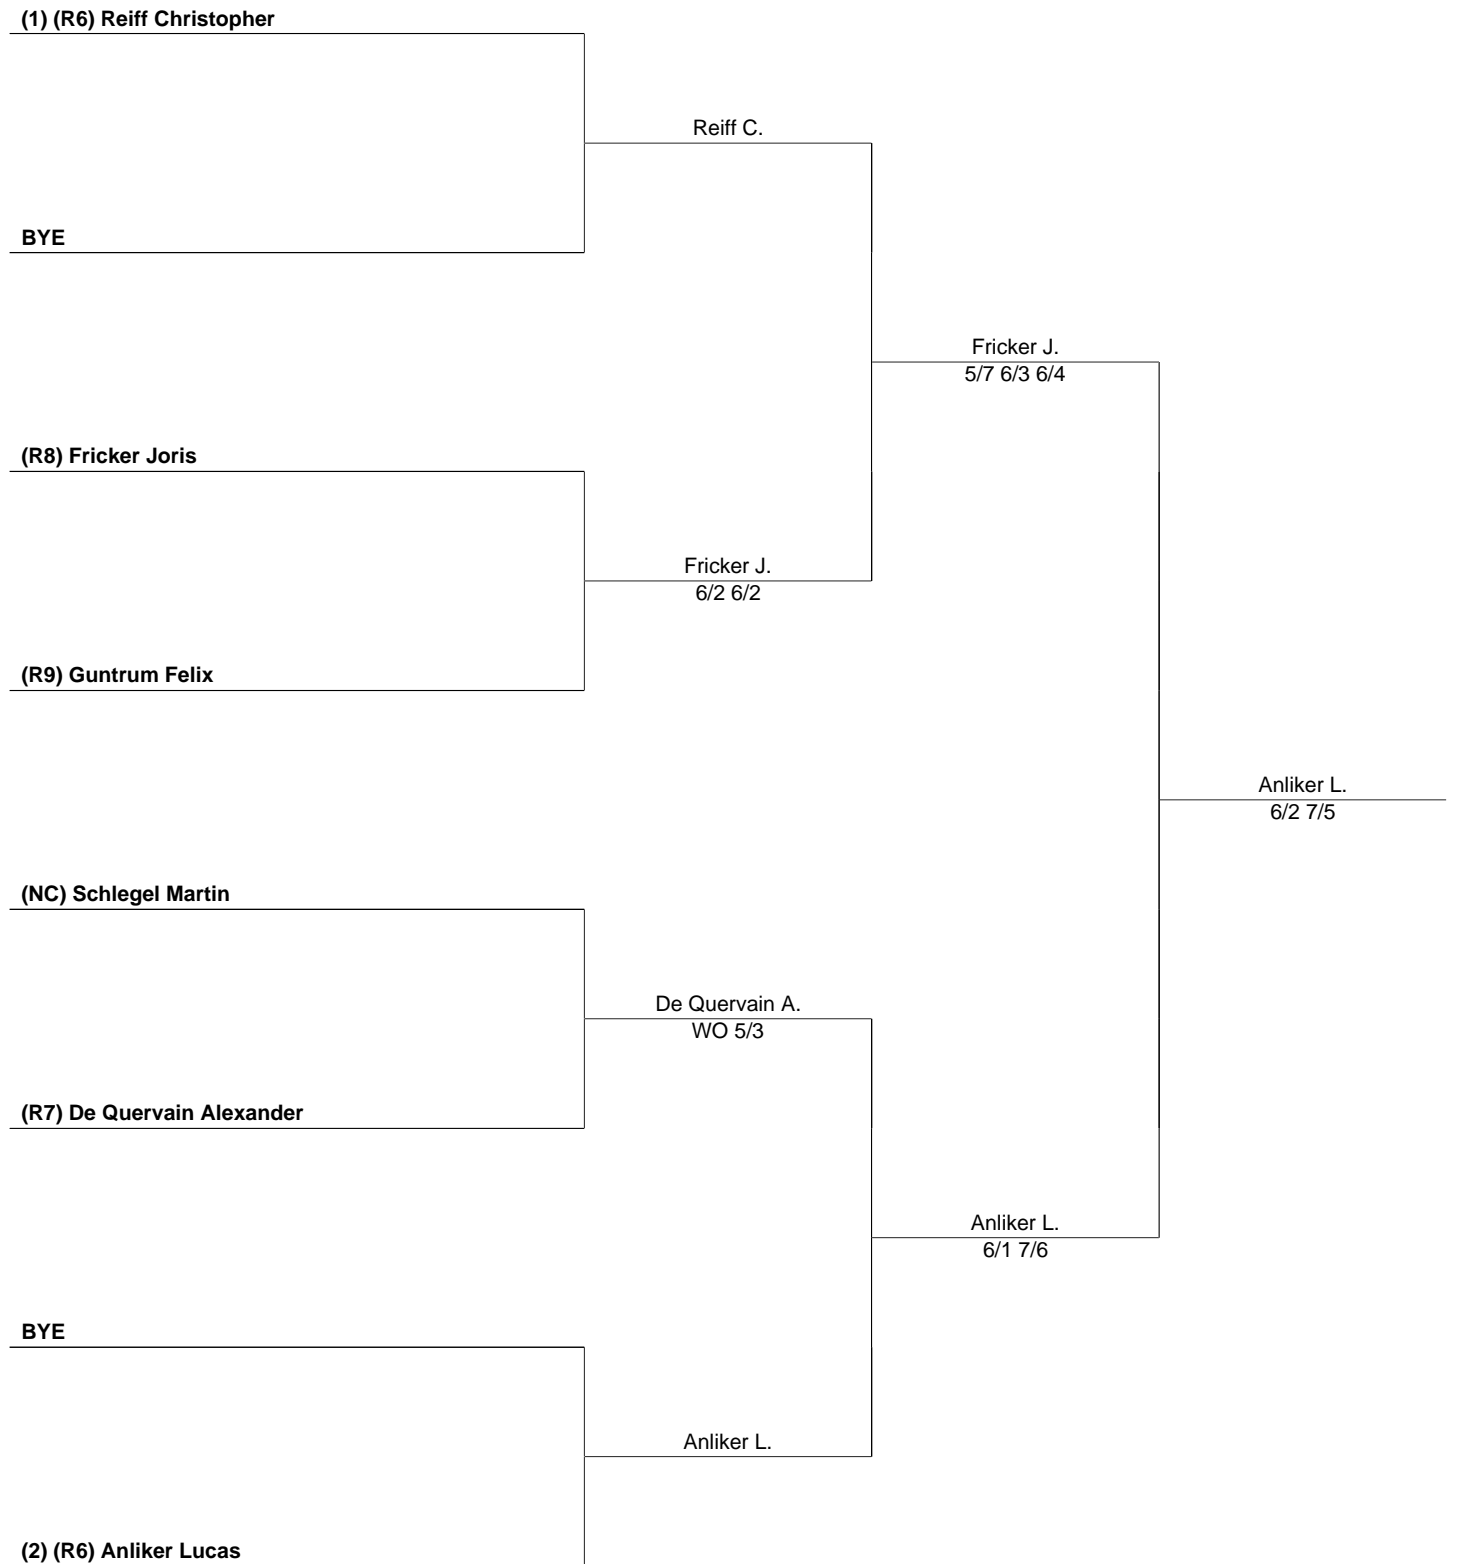 (1) (R6) Reiff Christopher
Reiff C.
BYE
Fricker J.
5/7 6/3 6/4
(R8) Fricker Joris
Fricker J.
6/2 6/2
(R9) Guntrum Felix
Anliker L.
6/2 7/5
(NC) Schlegel Martin
De Quervain A.
WO 5/3
(R7) De Quervain Alexander
Anliker L.
6/1 7/6
BYE
Anliker L.
(2) (R6) Anliker Lucas